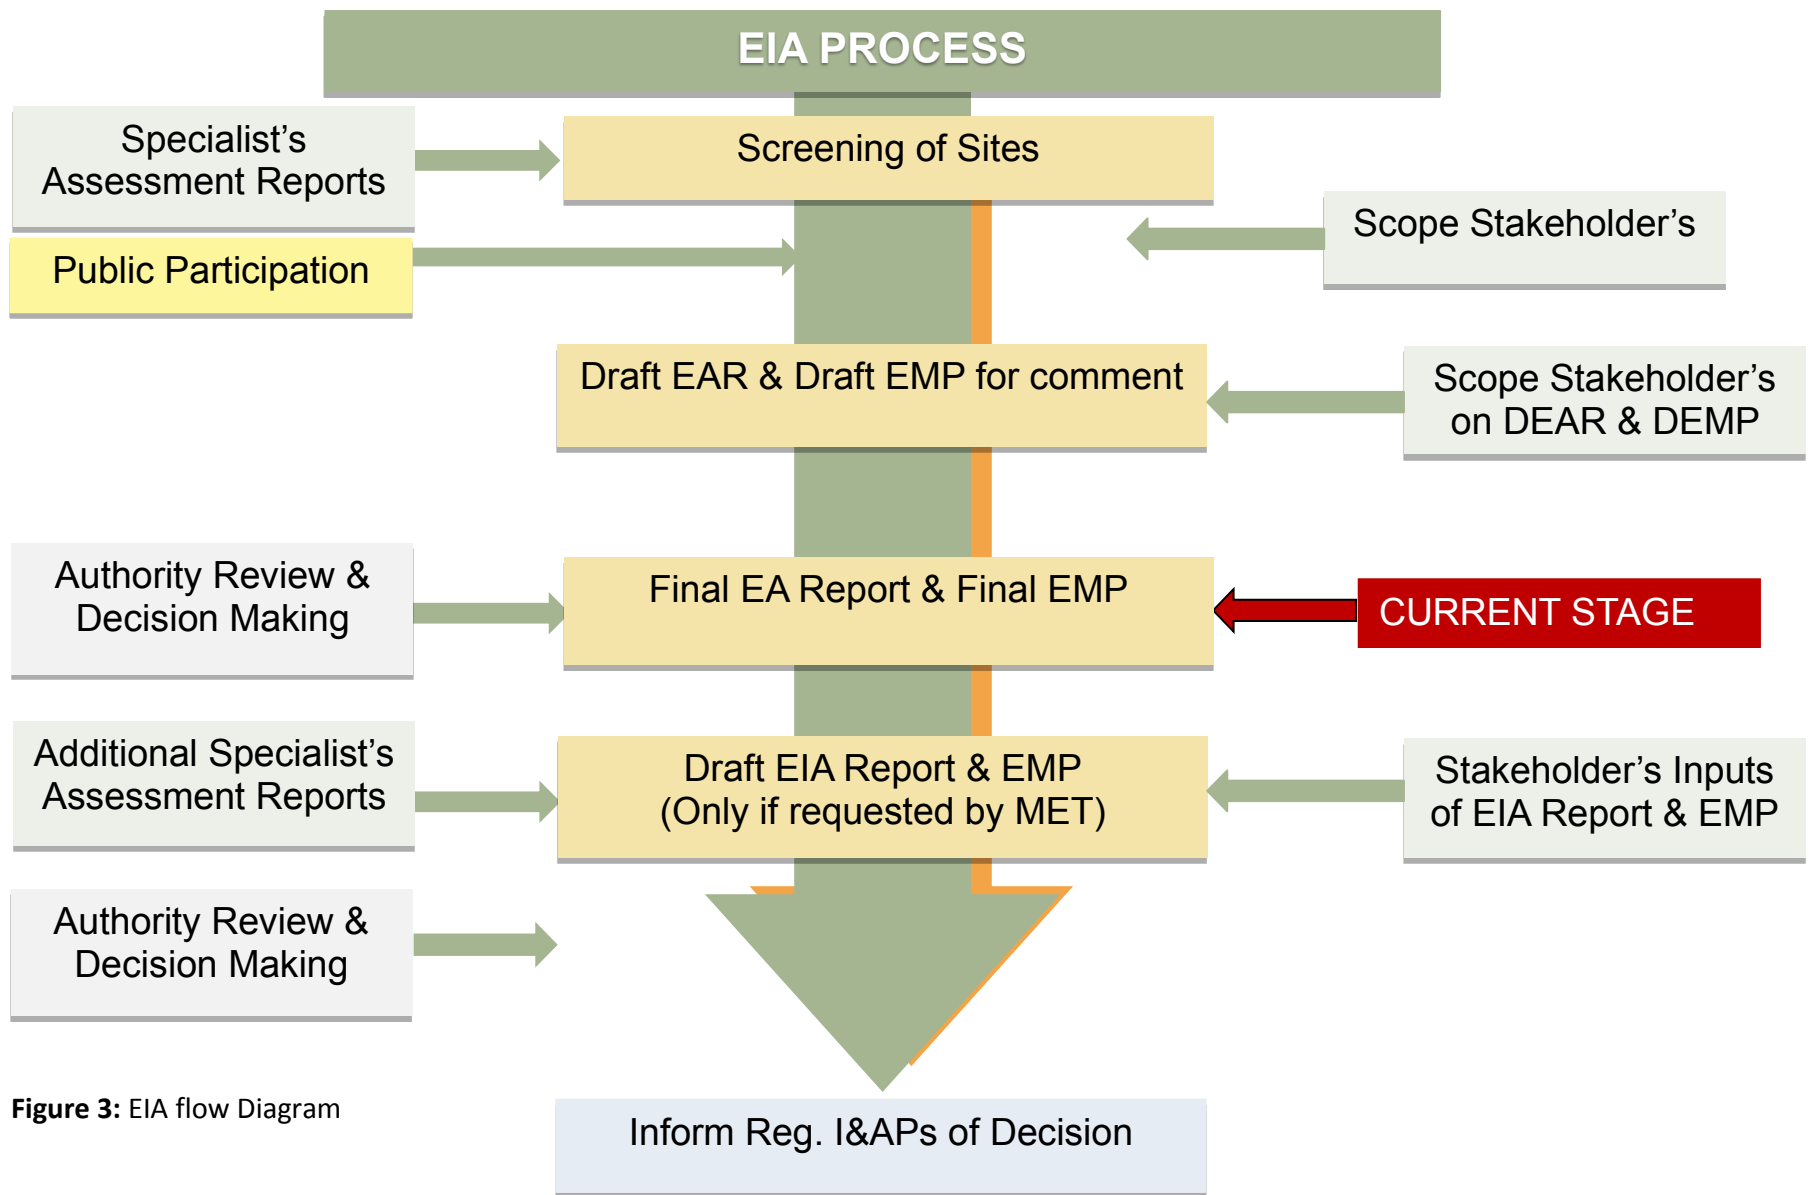 EIA PROCESS
Specialist's
Assessment Reports
Screening of Sites
Scope Stakeholder's
Public Participation
Draft EAR & Draft EMP for comment
Scope Stakeholder's
on DEAR & DEMP
Authority Review &
Decision Making
Final EA Report & Final EMP
CURRENT STAGE
Additional Specialist's
Assessment Reports
Draft EIA Report & EMP
(Only if requested by MET)
Stakeholder's Inputs
of EIA Report & EMP
Authority Review &
Decision Making
Figure 3: EIA flow Diagram
Inform Reg. I&APs of Decision